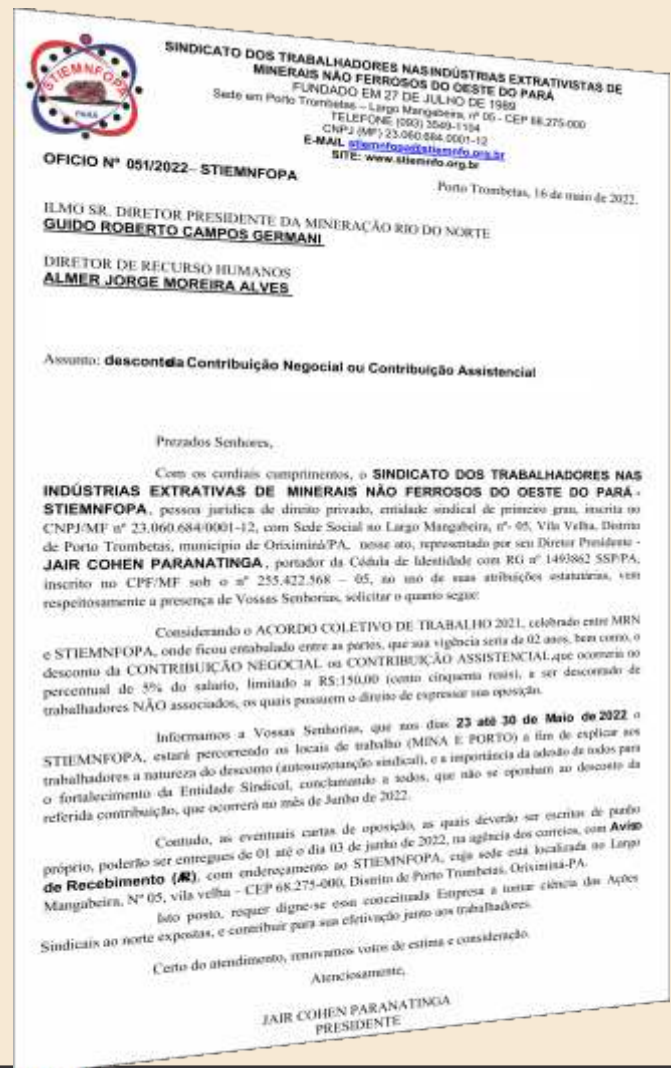 STIEMNFOPA
PARÁ
SINDICATO DOS TRABALHADORES NAS INDÚSTRIAS EXTRATIVISTAS DE
MINERAIS NÃO FERROSOS DO OESTE DO PARÁ
FUNDADO EM 27 DE JULHO DE 1989
Sede em Porto Trombetas – Largo Mangabeira, nº 05 - CEP 68.275-000
TELEFONE (093) 3549-1104
CNPJ (MF) 23.060.684.0001-12
E-MAIL stiemnfopa@stiemnfo.org.br
SITE: www.stiemnfo.org.br
OFICIO Nº 051/2022– STIEMNFOPA
Porto Trombetas, 16 de maio de 2022.
ILMO SR. DIRETOR PRESIDENTE DA MINERAÇÃO RIO DO NORTE
GUIDO ROBERTO CAMPOS GERMANI
DIRETOR DE RECURSO HUMANOS
ALMER JORGE MOREIRA ALVES
Assunto: desconto da Contribuição Negocial ou Contribuição Assistencial
Prezados Senhores,
Com os cordiais cumprimentos, o SINDICATO DOS TRABALHADORES NAS
INDÚSTRIAS EXTRATIVAS DE MINERAIS NÃO FERROSOS DO OESTE DO PARÁ -
STIEMNFOPA, pessoa jurídica de direito privado, entidade sindical de primeiro grau, inscrita no
CNPJ/MF nº 23.060.684/0001-12, com Sede Social no Largo Mangabeira, nº- 05, Vila Velha, Distrito
de Porto Trombetas, município de Oriximiná/PA, nesse ato, representado por seu Diretor Presidente -
JAIR COHEN PARANATINGA, portador da Cédula de Identidade com RG nº 1493862 SSP/PA,
inscrito no CPF/MF sob o nº 255.422.568 – 05, no uso de suas atribuições estatutárias, vem
respeitosamente a presença de Vossas Senhorias, solicitar o quanto segue:
Considerando o ACORDO COLETIVO DE TRABALHO 2021, celebrado entre MRN
e STIEMNFOPA, onde ficou entabulado entre as partes, que sua vigência seria de 02 anos, bem como, o
desconto da CONTRIBUIÇÃO NEGOCIAL ou CONTRIBUIÇÃO ASSISTENCIAL,que ocorreria no
percentual de 5% do salario, limitado a R$:150,00 (cento cinquenta reais), a ser descontado de
trabalhadores NÃO associados, os quais possuem o direito de expressar sua oposição.
Informamos a Vossas Senhorias, que nos dias 23 até 30 de Maio de 2022 o
STIEMNFOPA, estará percorrendo os locais de trabalho (MINA E PORTO) a fim de explicar aos
trabalhadores a natureza do desconto (autosustetanção sindical), e a importância da adesão de todos para
o fortalecimento da Entidade Sindical, conclamando a todos, que não se oponham ao desconto da
referida contribuição, que ocorrerá no mês de Junho de 2022.
Contudo, as eventuais cartas de oposição, as quais deverão ser escritas de punho
próprio, poderão ser entregues de 01 até o dia 03 de junho de 2022, na agência dos correios, com Aviso
de Recebimento (AR), com endereçamento ao STIEMNFOPA, cuja sede está localizada no Largo
Mangabeira, Nº 05, vila velha – CEP 68.275-000, Distrito de Porto Trombetas, Oriximiná-PA.
Isto posto, requer digne-se essa conceituada Empresa a tomar ciência das Ações
Sindicais ao norte expostas, e contribuir para sua efetivação junto aos trabalhadores.
Certo do atendimento, renovamos votos de estima e consideração.
Atenciosamente,
JAIR COHEN PARANATINGA
PRESIDENTE